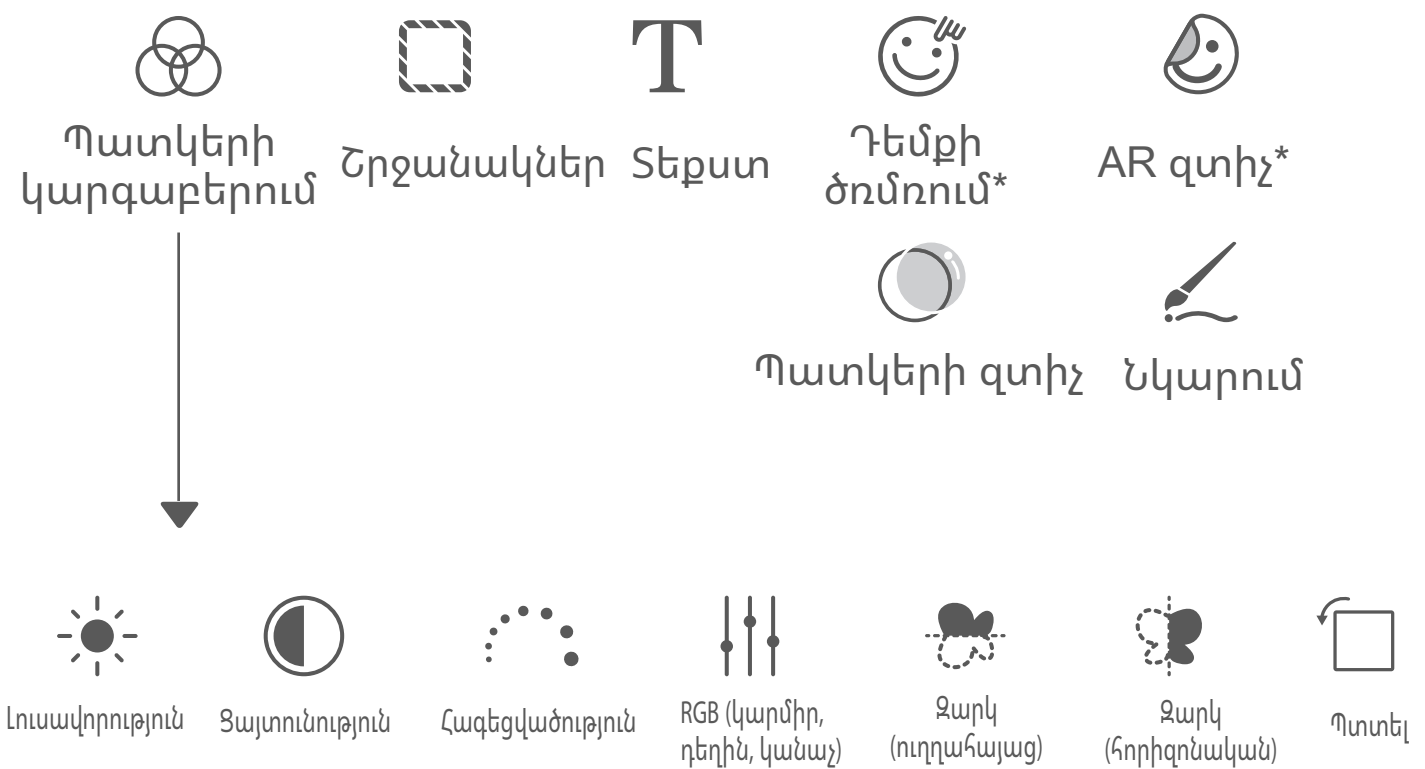 Պատկերի
կարգաբերում
Շրջանակներ
Տեքստ
Դեմքի
ծռմռում*
AR զտիչ*
Պատկերի զտիչ
Նկարում
Լուսավորություն
Ցայտունություն
Հագեցվածություն
RGB (կարմիր,
դեղին, կանաչ)
Զարկ
(ուղղահայաց)
Զարկ
(հորիզոնական)
Պտտել